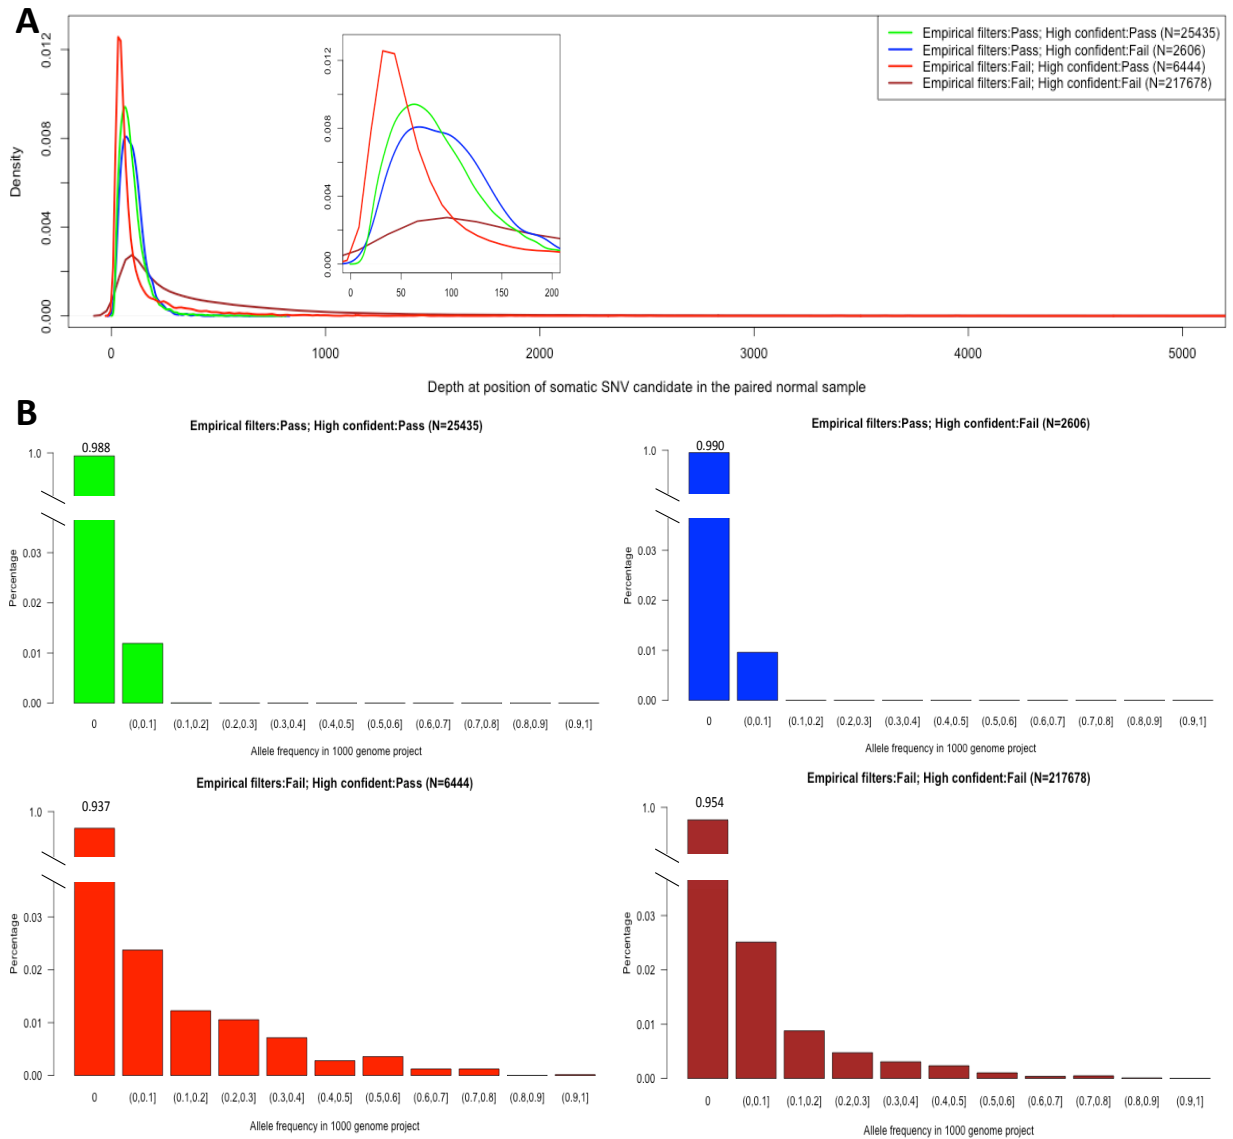 A
Empirical filters:Pass; High confident:Pass (N=25435)
Empirical filters:Pass; High confident:Fail (N=2606)
Empirical filters:Fail; High confident:Pass (N=6444)
Empirical filters:Fail; High confident:Fail (N=217678)
Density
0.012
0.008
0.004
0.000
0.012
0.008
0.004
0.000
0 50 100 150 200
0 1000 2000 3000 4000 5000
Depth at position of somatic SNV candidate in the paired normal sample
B
Empirical filters:Pass; High confident:Pass (N=25435)
0.988
1.0
0.03
0.02
0.01
0.00
Percentage
0 (0,0.1] (0.1,0.2] (0.2,0.3] (0.3,0.4] (0.4,0.5] (0.5,0.6] (0.6,0.7] (0.7,0.8] (0.8,0.9] (0.9,1]
Allele frequency in 1000 genome project
Empirical filters:Pass; High confident:Fail (N=2606)
0.990
1.0
0.03
0.02
0.01
0.00
Percentage
0 (0,0.1] (0.1,0.2] (0.2,0.3] (0.3,0.4] (0.4,0.5] (0.5,0.6] (0.6,0.7] (0.7,0.8] (0.8,0.9] (0.9,1]
Allele frequency in 1000 genome project
Empirical filters:Fail; High confident:Pass (N=6444)
0.937
1.0
0.03
0.02
0.01
0.00
Percentage
0 (0,0.1] (0.1,0.2] (0.2,0.3] (0.3,0.4] (0.4,0.5] (0.5,0.6] (0.6,0.7] (0.7,0.8] (0.8,0.9] (0.9,1]
Allele frequency in 1000 genome project
Empirical filters:Fail; High confident:Fail (N=217678)
0.954
1.0
0.03
0.02
0.01
0.00
Percentage
0 (0,0.1] (0.1,0.2] (0.2,0.3] (0.3,0.4] (0.4,0.5] (0.5,0.6] (0.6,0.7] (0.7,0.8] (0.8,0.9] (0.9,1]
Allele frequency in 1000 genome project